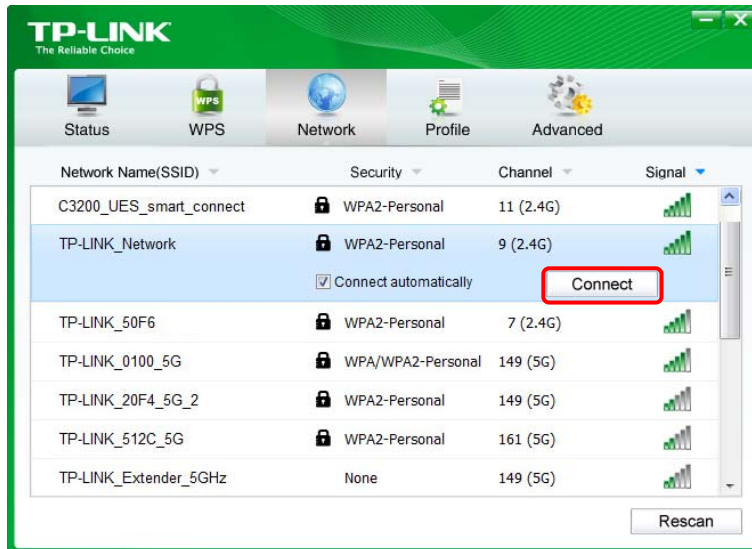 TP-LINK
The Reliable Choice
WPS
Status WPS Network Profile Advanced
Network Name(SSID) Security Channel Signal
C3200_UES_smart_connect WPA2-Personal 11 (2.4G)
TP-LINK_Network WPA2-Personal 9 (2.4G)
Connect automatically Connect
TP-LINK_50F6 WPA2-Personal 7 (2.4G)
TP-LINK_0100_5G WPA/WPA2-Personal 149 (5G)
TP-LINK_20F4_5G_2 WPA2-Personal 149 (5G)
TP-LINK_512C_5G WPA2-Personal 161 (5G)
TP-LINK_Extender_5GHz None 149 (5G)
Rescan